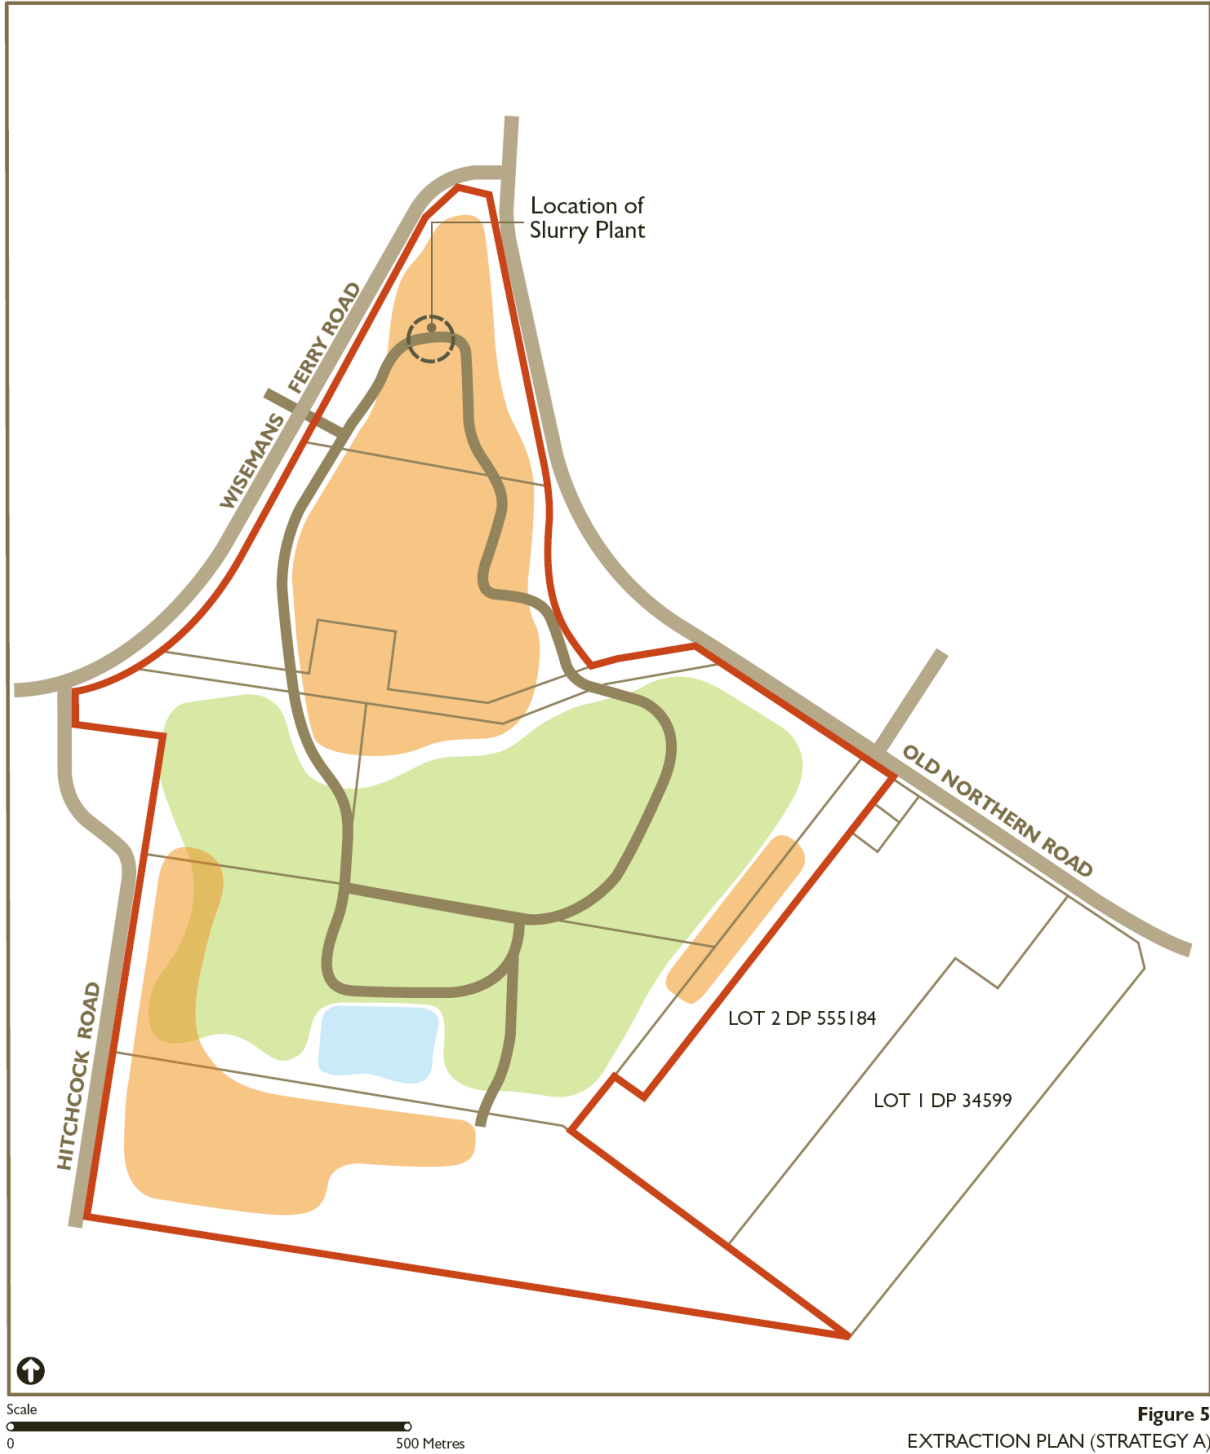 Location of
Slurry Plant
WISEMANS FERRY ROAD
OLD NORTHERN ROAD
HITCHCOCK ROAD
LOT 2 DP 555184
LOT 1 DP 34599
Scale
0 500 Metres
Figure 5
EXTRACTION PLAN (STRATEGY A)